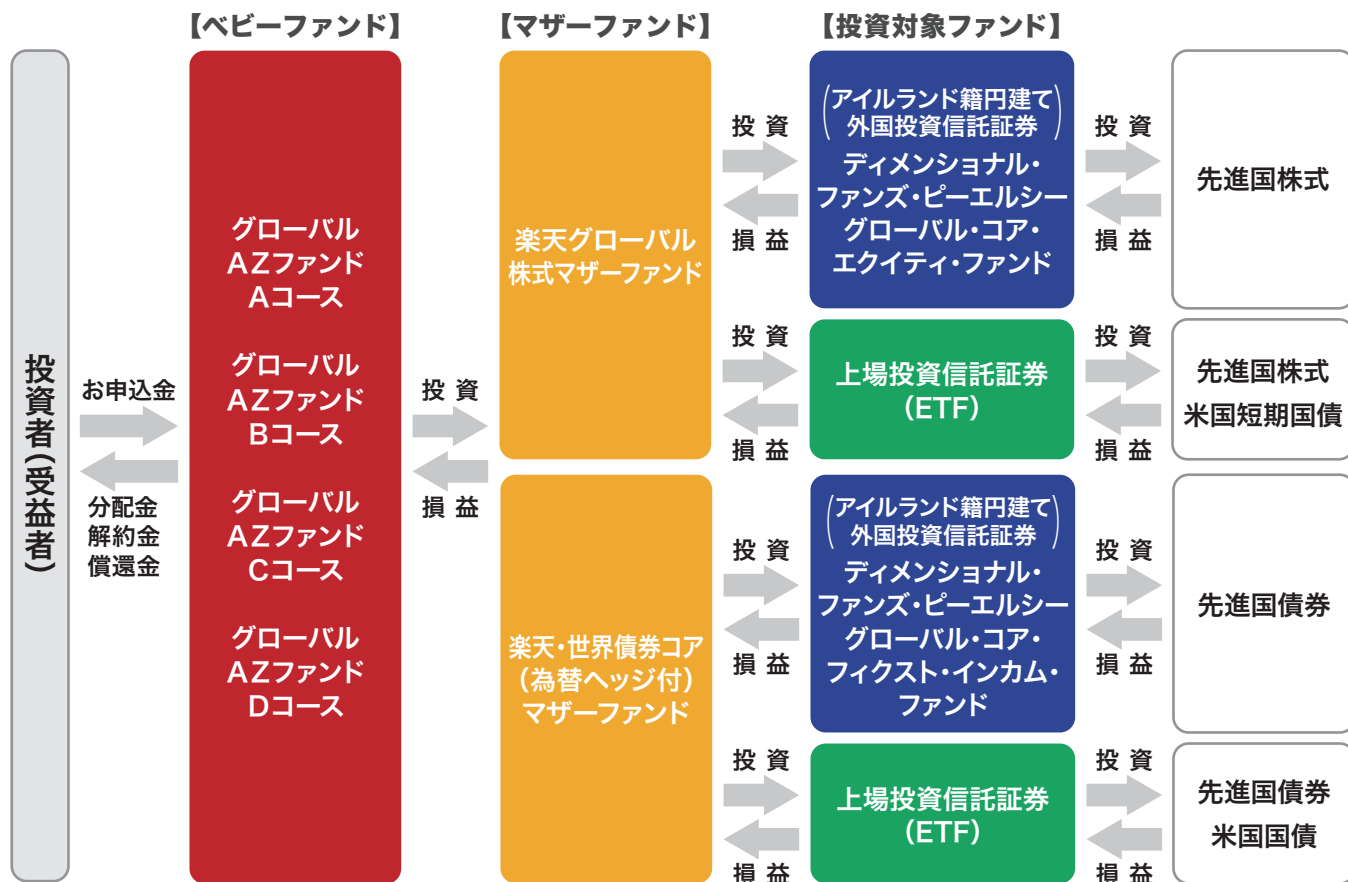 【ベビーファンド】
【マザーファンド】
【投資対象ファンド】
投資者(受益者)
お申込金
分配金
解約金
償還金
グローバル
AZファンド
Aコース
グローバル
AZファンド
Bコース
グローバル
AZファンド
Cコース
グローバル
AZファンド
Dコース
投資
損益
楽天グローバル
株式マザーファンド
楽天・世界債券コア
(為替ヘッジ付)
マザーファンド
投資
損益
(アイルランド籍円建て
外国投資信託証券)
ディメンショナル・
ファンズ・ピーエルシー
グローバル・コア・
エクイティ・ファンド
投資
損益
先進国株式
投資
損益
上場投資信託証券
(ETF)
投資
損益
先進国株式
米国短期国債
投資
損益
(アイルランド籍円建て
外国投資信託証券)
ディメンショナル・
ファンズ・ピーエルシー
グローバル・コア・
フィクスト・インカム・
ファンド
投資
損益
先進国債券
投資
損益
上場投資信託証券
(ETF)
投資
損益
先進国債券
米国国債